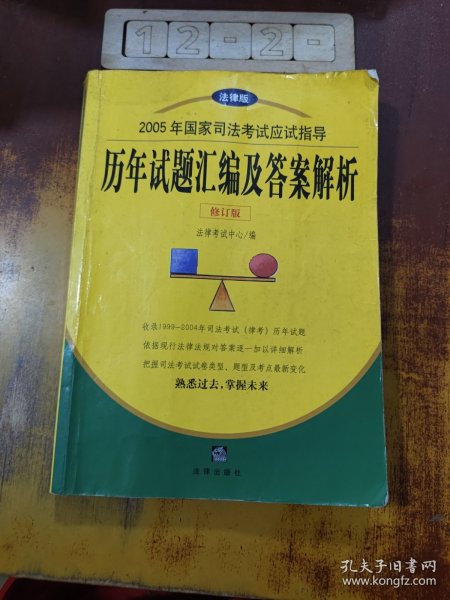 12-2-
法律版
2005年国家司法考试应试指导
历年试题汇编及答案解析
修订版
法律考试中心/编
收录1999—2004年司法考试（律考）历年试题
依据现行法律法规对答案逐一加以详细解析
把握司法考试试卷类型、题型及考点最新变化
熟悉过去，掌握未来
法律出版社
孔夫子旧书网
www.kongfz.com